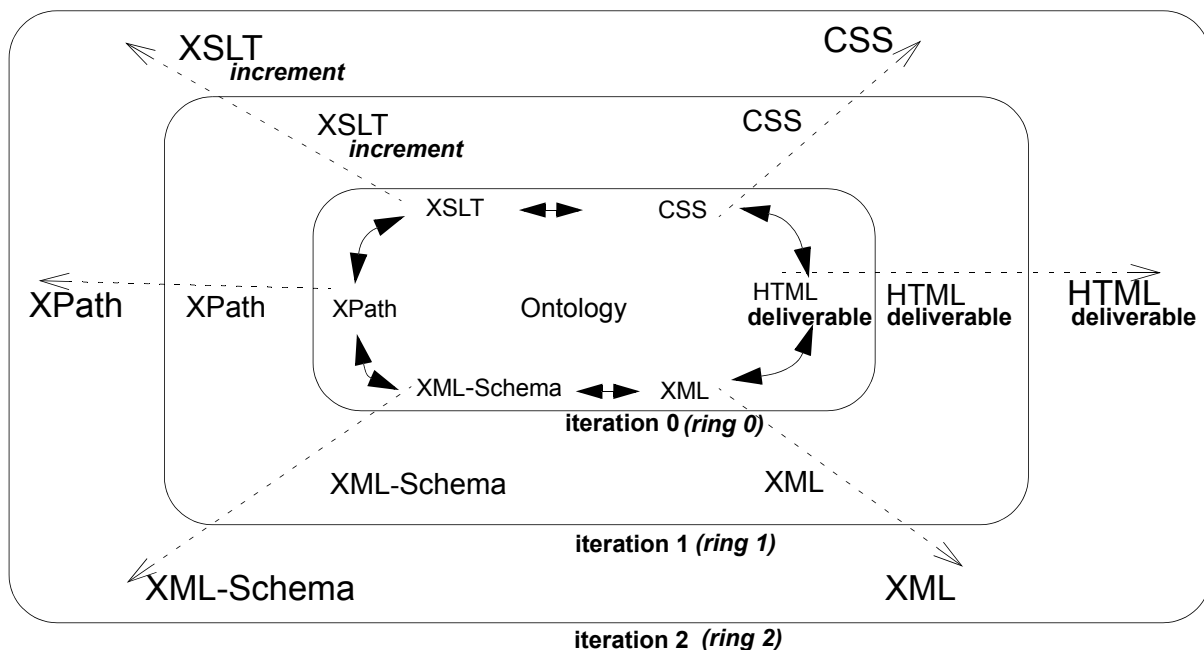 XSLT
increment
CSS
XSLT
increment
CSS
XSLT
CSS
XPath
XPath
XPath
Ontology
HTML
deliverable
HTML
deliverable
HTML
deliverable
XML-Schema
XML
iteration 0 (ring 0)
XML-Schema
XML
iteration 1 (ring 1)
XML-Schema
XML
iteration 2 (ring 2)